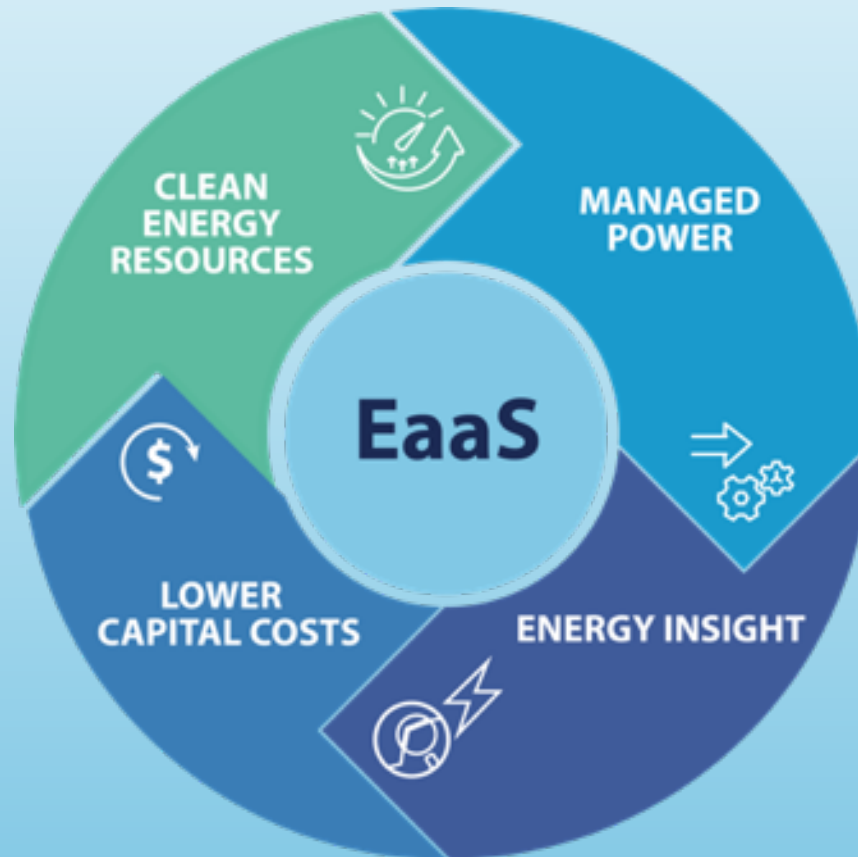 CLEAN
ENERGY
RESOURCES
MANAGED
POWER
EaaS
$
LOWER
CAPITAL COSTS
ENERGY INSIGHT